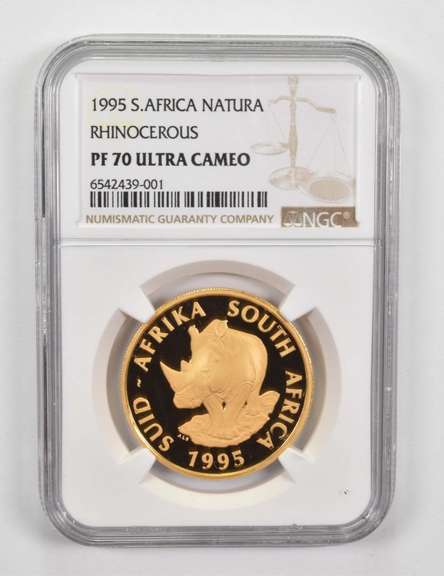 1995 S.AFRICA NATURA
RHINOCEROUS
PF 70 ULTRA CAMEO
6542439-001
NUMISMATIC GUARANTY COMPANY
NGC
SUID - AFRIKA SOUTH AFRICA
ALS
1995